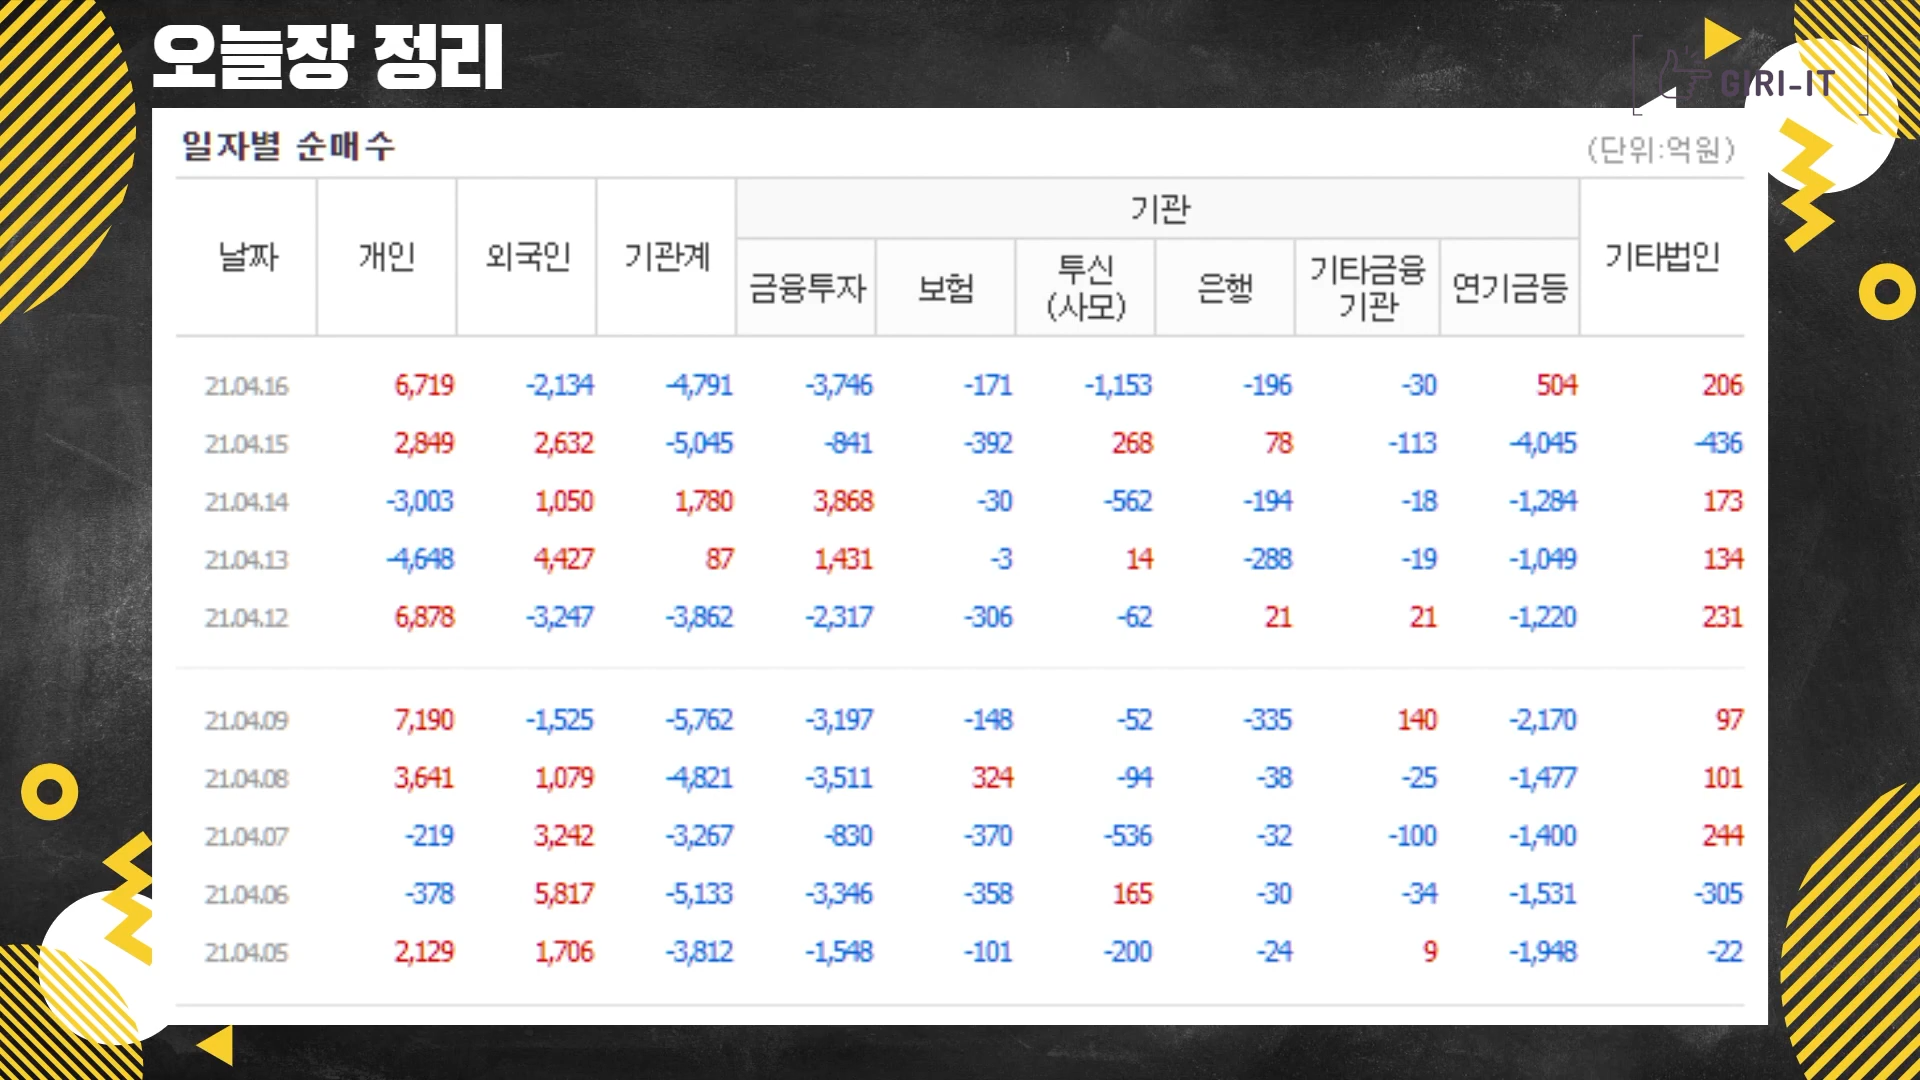 오늘장 정리
GIRI-IT
일자별 순매수
(단위:억원)
날짜 개인 외국인 기관계 기관 기타법인
금융투자 보험 투신 (사모) 은행 기타금융 기관 연기금등
21.04.16 6,719 -2,134 -4,791 -3,746 -171 -1,153 -196 -30 504 206
21.04.15 2,849 2,632 -5,045 -841 -392 268 78 -113 -4,045 -436
21.04.14 -3,003 1,050 1,780 3,868 -30 -562 -194 -18 -1,284 173
21.04.13 -4,648 4,427 87 1,431 -3 14 -288 -19 -1,049 134
21.04.12 6,878 -3,247 -3,862 -2,317 -306 -62 21 21 -1,220 231
21.04.09 7,190 -1,525 -5,762 -3,197 -148 -52 -335 140 -2,170 97
21.04.08 3,641 1,079 -4,821 -3,511 324 -94 -38 -25 -1,477 101
21.04.07 -219 3,242 -3,267 -830 -370 -536 -32 -100 -1,400 244
21.04.06 -378 5,817 -5,133 -3,346 -358 165 -30 -34 -1,531 -305
21.04.05 2,129 1,706 -3,812 -1,548 -101 -200 -24 9 -1,948 -22